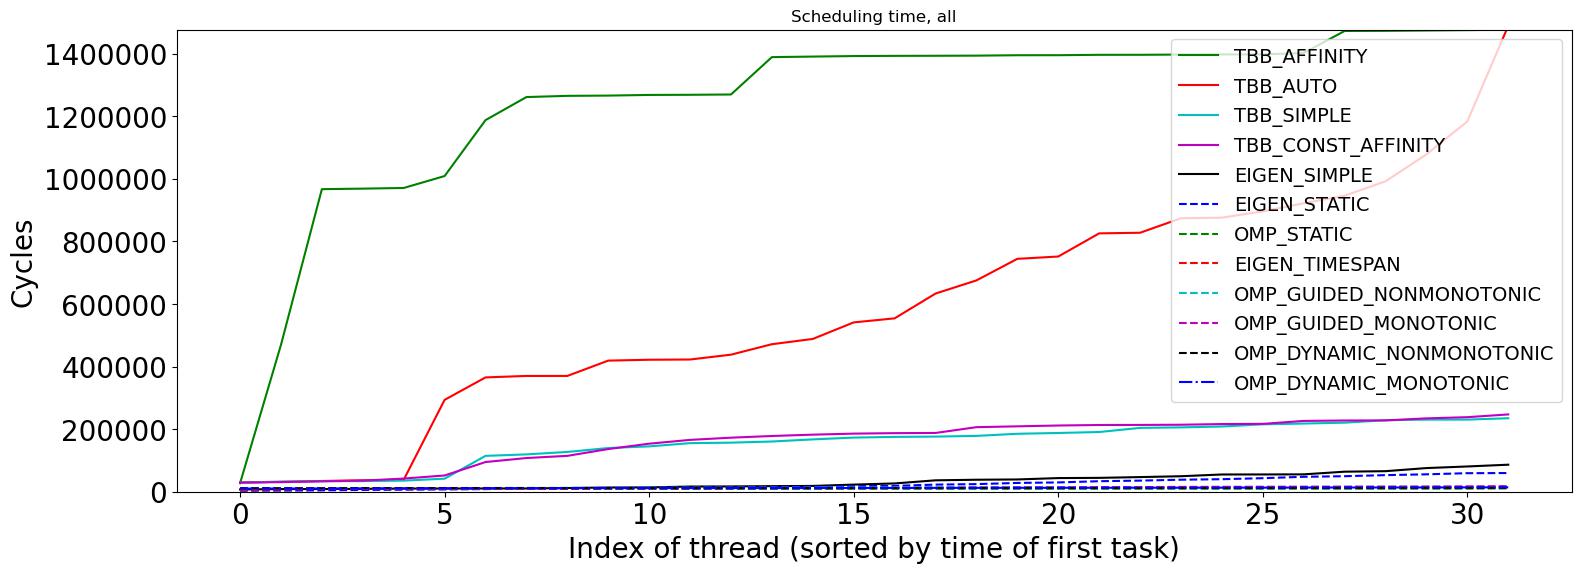 Scheduling time, all
1400000
1200000
1000000
800000
600000
400000
200000
0
Cycles
TBB_AFFINITY
TBB_AUTO
TBB_SIMPLE
TBB_CONST_AFFINITY
EIGEN_SIMPLE
EIGEN_STATIC
OMP_STATIC
EIGEN_TIMESPAN
OMP_GUIDED_NONMONOTONIC
OMP_GUIDED_MONOTONIC
OMP_DYNAMIC_NONMONOTONIC
OMP_DYNAMIC_MONOTONIC
0 5 10 15 20 25 30
Index of thread (sorted by time of first task)